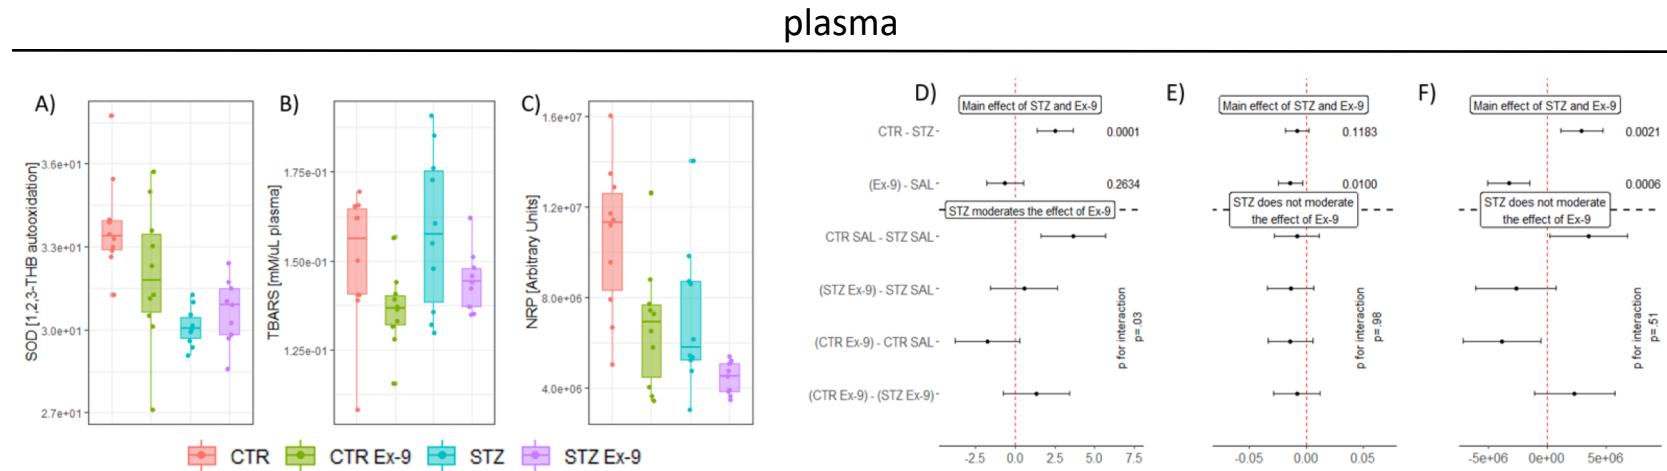 plasma
A)
SOD [1,2,3-THB autooxidation]
3.6e+01
3.3e+01
3.0e+01
2.7e+01
B)
TBARS [mM/uL plasma]
1.75e-01
1.50e-01
1.25e-01
C)
NRP [Arbitrary Units]
1.6e+07
1.2e+07
8.0e+06
4.0e+06
CTR
CTR Ex-9
STZ
STZ Ex-9
D)
Main effect of STZ and Ex-9
CTR - STZ
0.0001
(Ex-9) - SAL
0.2634
STZ moderates the effect of Ex-9
CTR SAL - STZ SAL
(STZ Ex-9) - STZ SAL
(CTR Ex-9) - CTR SAL
(CTR Ex-9) - (STZ Ex-9)
p for interaction
p=.03
-2.5
0.0
2.5
5.0
7.5
E)
Main effect of STZ and Ex-9
0.1183
0.0100
STZ does not moderate
the effect of Ex-9
p for interaction
p=.98
-0.05
0.00
0.05
F)
Main effect of STZ and Ex-9
0.0021
0.0006
STZ does not moderate
the effect of Ex-9
p for interaction
p=.51
-5e+06
0e+00
5e+06